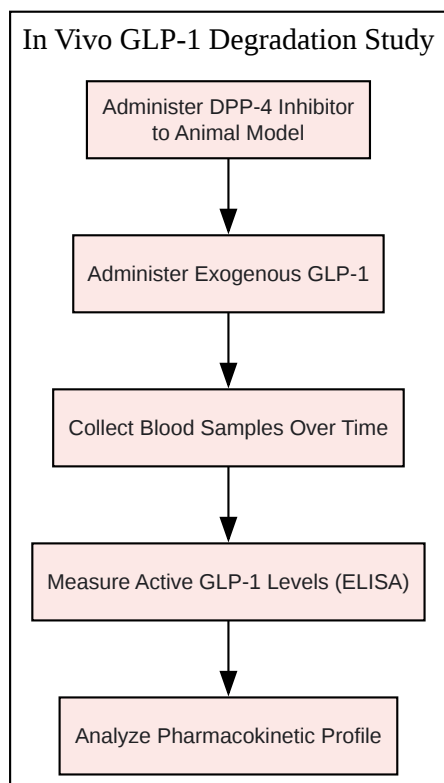 In Vivo GLP-1 Degradation Study
Administer DPP-4 Inhibitor
to Animal Model
Administer Exogenous GLP-1
Collect Blood Samples Over Time
Measure Active GLP-1 Levels (ELISA)
Analyze Pharmacokinetic Profile